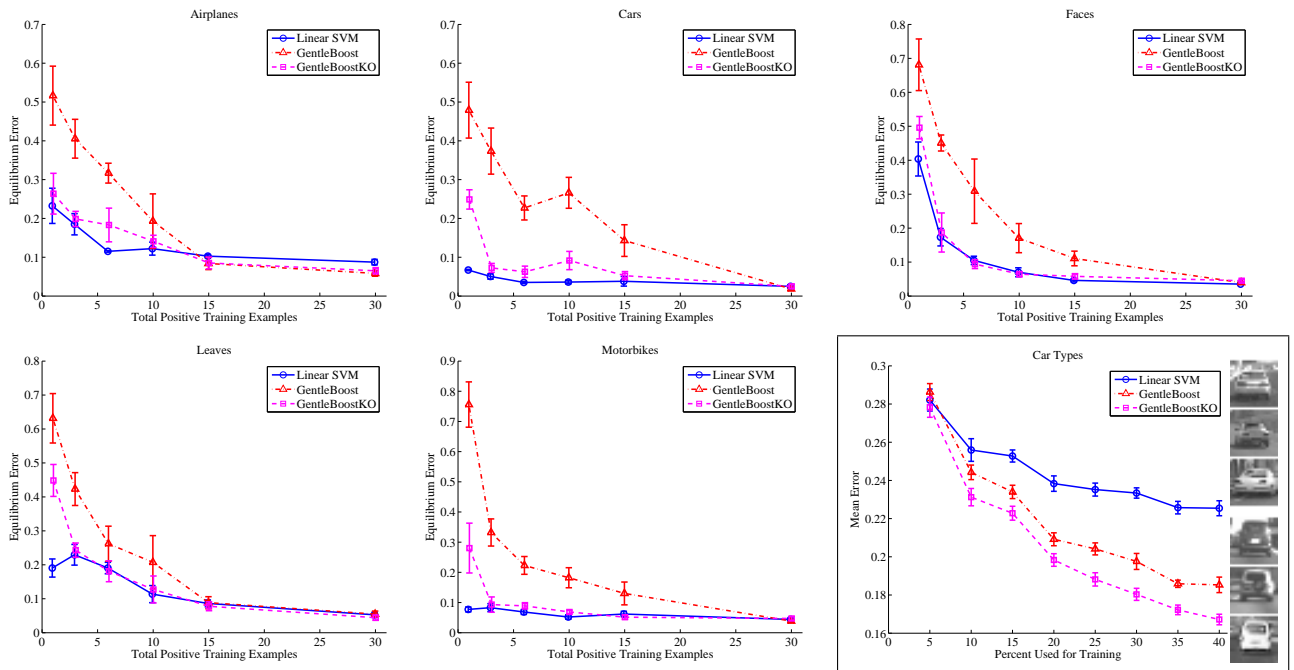 Airplanes
0.7
0.6
0.5
0.4
0.3
0.2
0.1
0
Equilibrium Error
Linear SVM
GentleBoost
GentleBoostKO
0 5 10 15 20 25 30
Total Positive Training Examples
Cars
0.7
0.6
0.5
0.4
0.3
0.2
0.1
0
Equilibrium Error
Linear SVM
GentleBoost
GentleBoostKO
0 5 10 15 20 25 30
Total Positive Training Examples
Faces
0.8
0.7
0.6
0.5
0.4
0.3
0.2
0.1
0
Equilibrium Error
Linear SVM
GentleBoost
GentleBoostKO
0 5 10 15 20 25 30
Total Positive Training Examples
Leaves
0.8
0.7
0.6
0.5
0.4
0.3
0.2
0.1
0
Equilibrium Error
Linear SVM
GentleBoost
GentleBoostKO
0 5 10 15 20 25 30
Total Positive Training Examples
Motorbikes
0.9
0.8
0.7
0.6
0.5
0.4
0.3
0.2
0.1
0
Equilibrium Error
Linear SVM
GentleBoost
GentleBoostKO
0 5 10 15 20 25 30
Total Positive Training Examples
Car Types
0.3
0.28
0.26
0.24
0.22
0.2
0.18
0.16
Mean Error
Linear SVM
GentleBoost
GentleBoostKO
5 10 15 20 25 30 35 40
Percent Used for Training